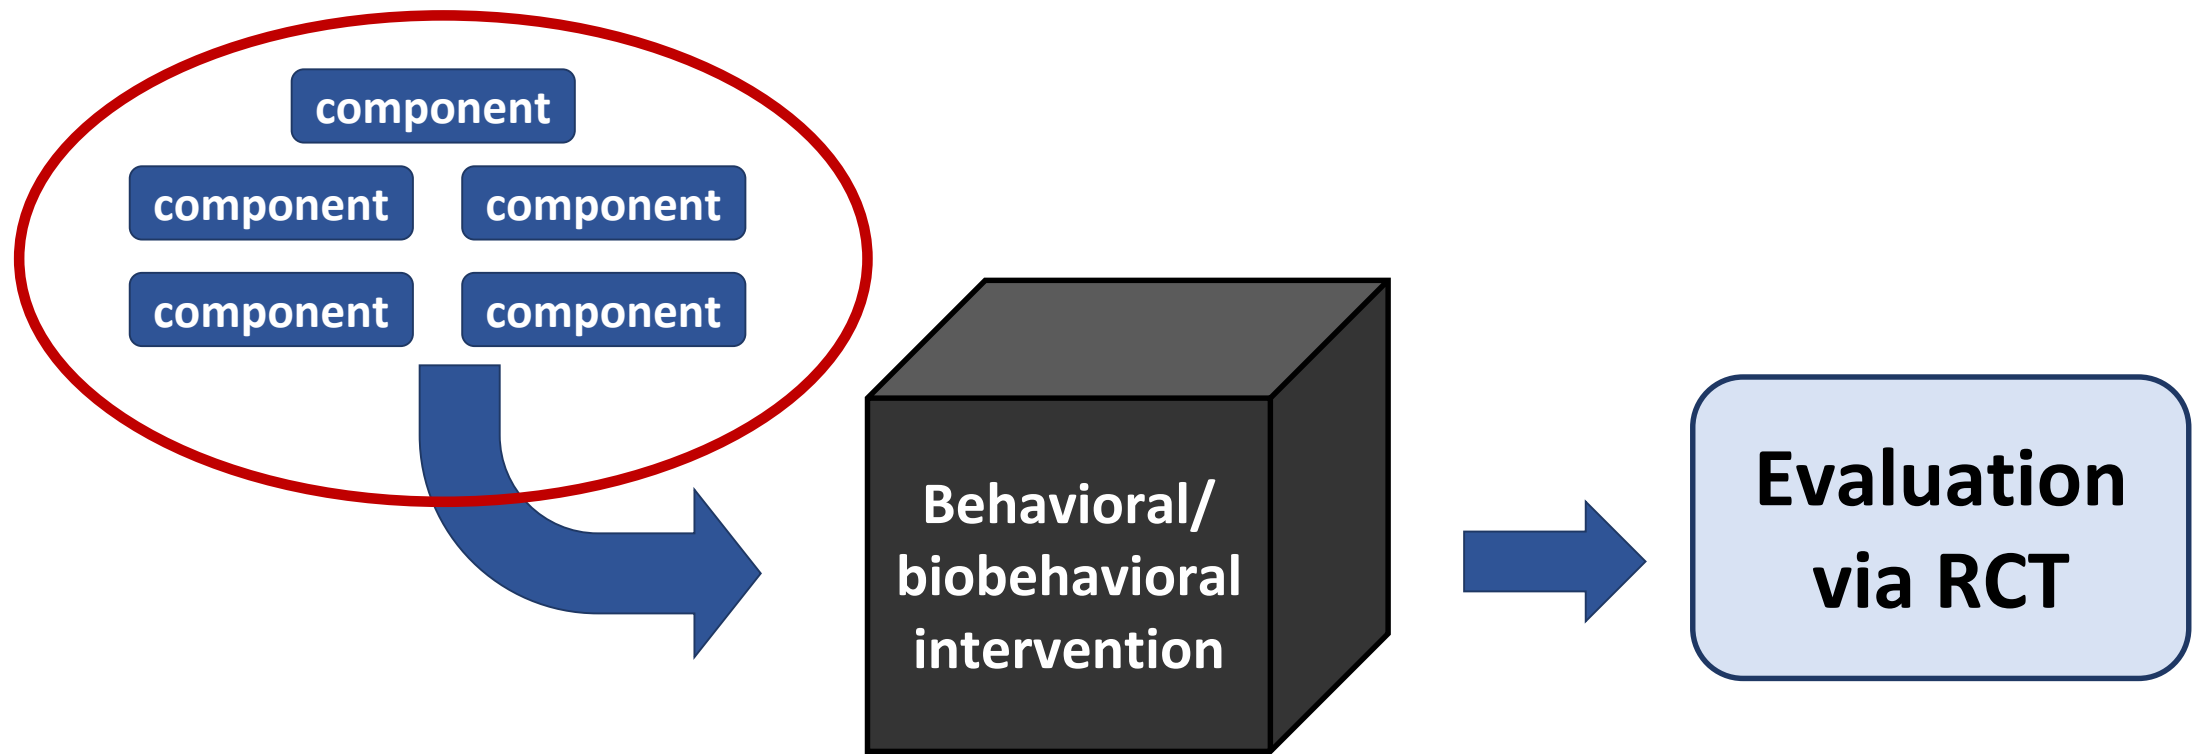 component
component component
component component
Behavioral/
biobehavioral
intervention
Evaluation
via RCT